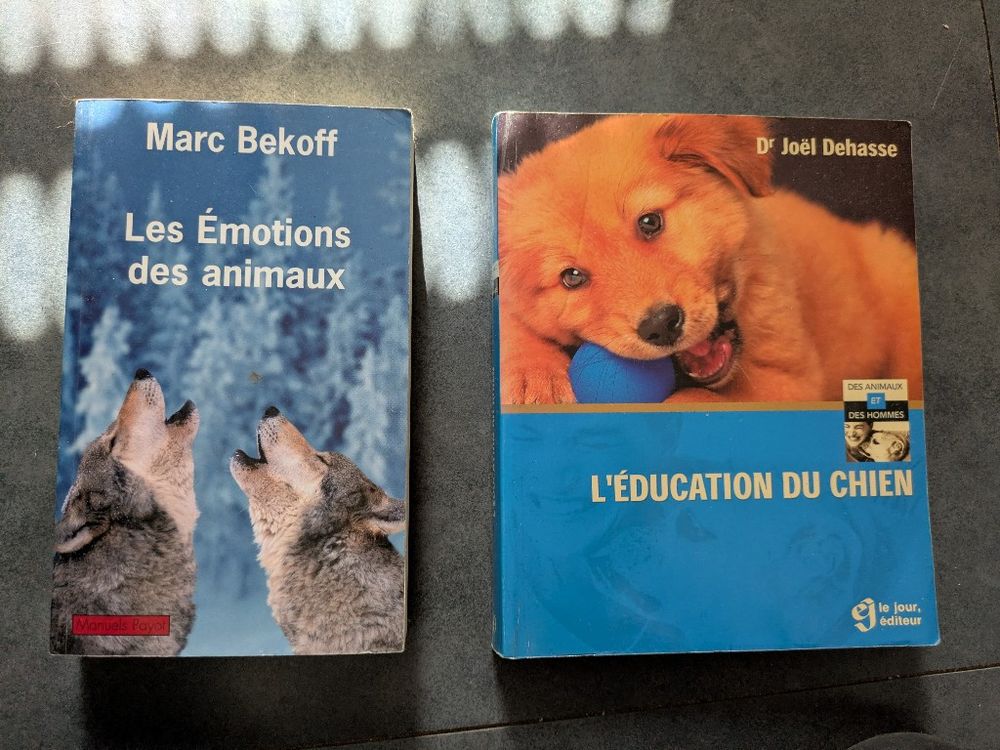 Marc Bekoff
Les Émotions
des animaux
Manuels Payot
Dr Joël Dehasse
DES ANIMAUX
ET
DES HOMMES
L'ÉDUCATION DU CHIEN
le jour,
éditeur